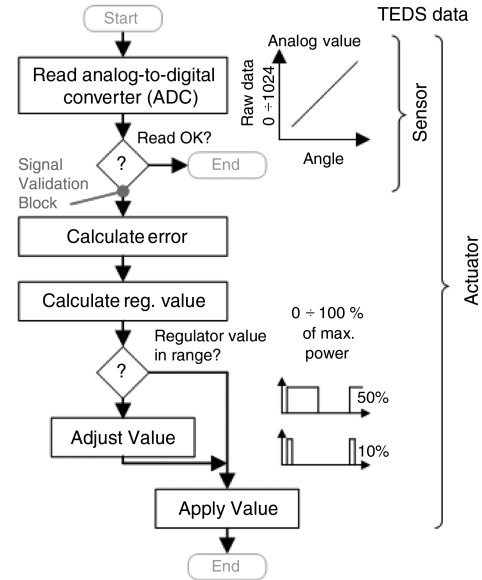 TEDS data
Start
Analog value
Read analog-to-digital
converter (ADC)
Raw data
0 ÷1024
Sensor
Read OK?
?
End
Angle
Signal
Validation
Block
Calculate error
Actuator
Calculate reg. value
0 ÷ 100 %
of max.
power
Regulator value
in range?
?
50%
Adjust Value
10%
Apply Value
End